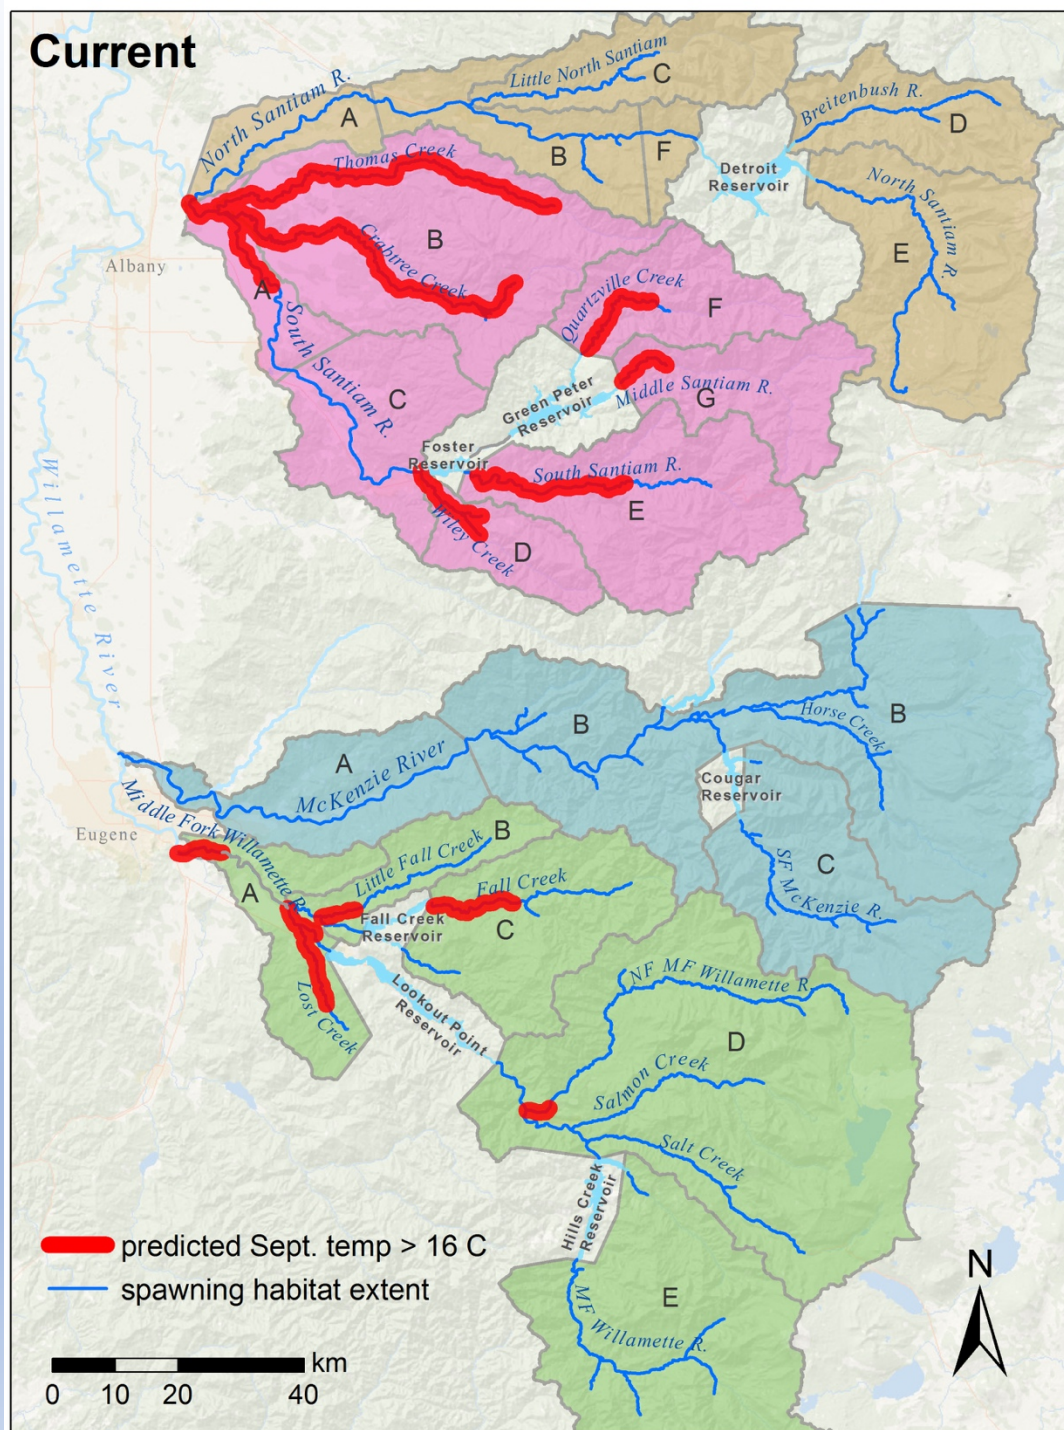 Current
North Santiam R.
A
Little North Santiam
C
Breitenbush R.
D
B
F
Detroit
Reservoir
North Santiam R.
E
Thomas Creek
B
Crabtree Creek
Albany
A
South Santiam R.
Quartzville Creek
F
C
Green Peter
Reservoir
Middle Santiam R.
G
Foster
Reservoir
South Santiam R.
E
Wiley Creek
D
Willamette River
B
Horse Creek
B
A
McKenzie River
Cougar
Reservoir
Eugene
Middle Fork Willamette R.
B
Little Fall Creek
SF McKenzie R.
C
A
Fall Creek
Fall Creek
Reservoir
C
Lost Creek
Lookout Point
Reservoir
NF MF Willamette R.
D
Salmon Creek
Salt Creek
Hills Creek
Reservoir
E
MF Willamette R.
predicted Sept. temp > 16 C
spawning habitat extent
km
0 10 20 40
N